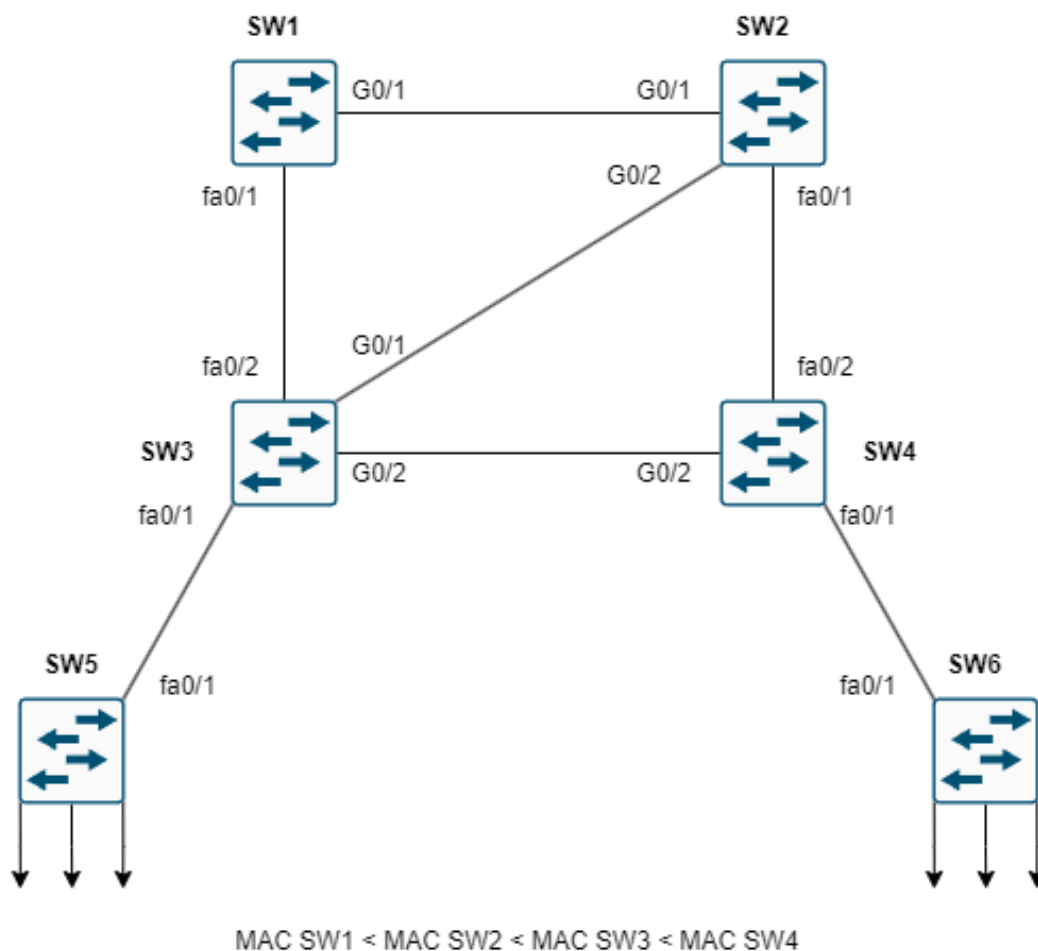 SW1
SW2
G0/1
G0/1
G0/2
fa0/1
fa0/1
G0/1
fa0/2
fa0/2
SW3
G0/2
G0/2
SW4
fa0/1
fa0/1
SW5
SW6
fa0/1
fa0/1
MAC SW1 < MAC SW2 < MAC SW3 < MAC SW4